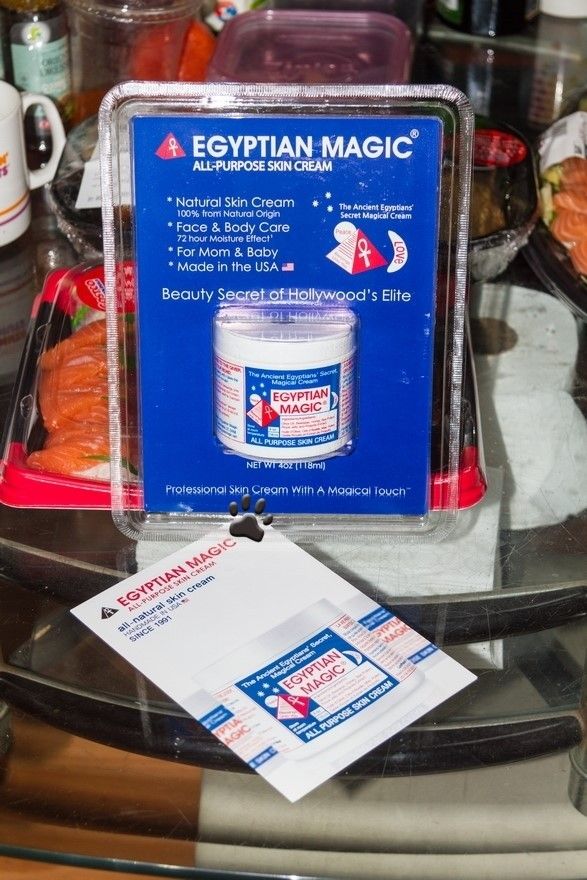 EGYPTIAN MAGIC®
ALL-PURPOSE SKIN CREAM
* Natural Skin Cream
100% from Natural Origin
* Face & Body Care
72 hour Moisture Effect¹
* For Mom & Baby
* Made in the USA
The Ancient Egyptians'
Secret Magical Cream
Peace
LOVE
Beauty Secret of Hollywood's Elite
The Ancient Egyptians' Secret,
Magical Cream
EGYPTIAN
MAGIC®
ALL PURPOSE SKIN CREAM
NET WT 4oz (118ml)
Professional Skin Cream With A Magical Touch™
EGYPTIAN MAGIC
ALL-PURPOSE SKIN CREAM
all-natural skin cream
HANDMADE IN USA
SINCE 1991
The Ancient Egyptians' Secret,
Magical Cream
EGYPTIAN
MAGIC®
ALL PURPOSE SKIN CREAM